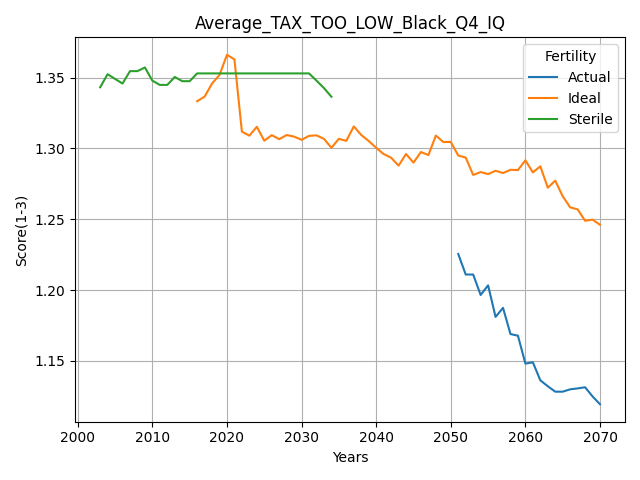 Average_TAX_TOO_LOW_Black_Q4_IQ
Fertility
Actual
Ideal
Sterile
Score(1-3)
1.35
1.30
1.25
1.20
1.15
2000 2010 2020 2030 2040 2050 2060 2070
Years